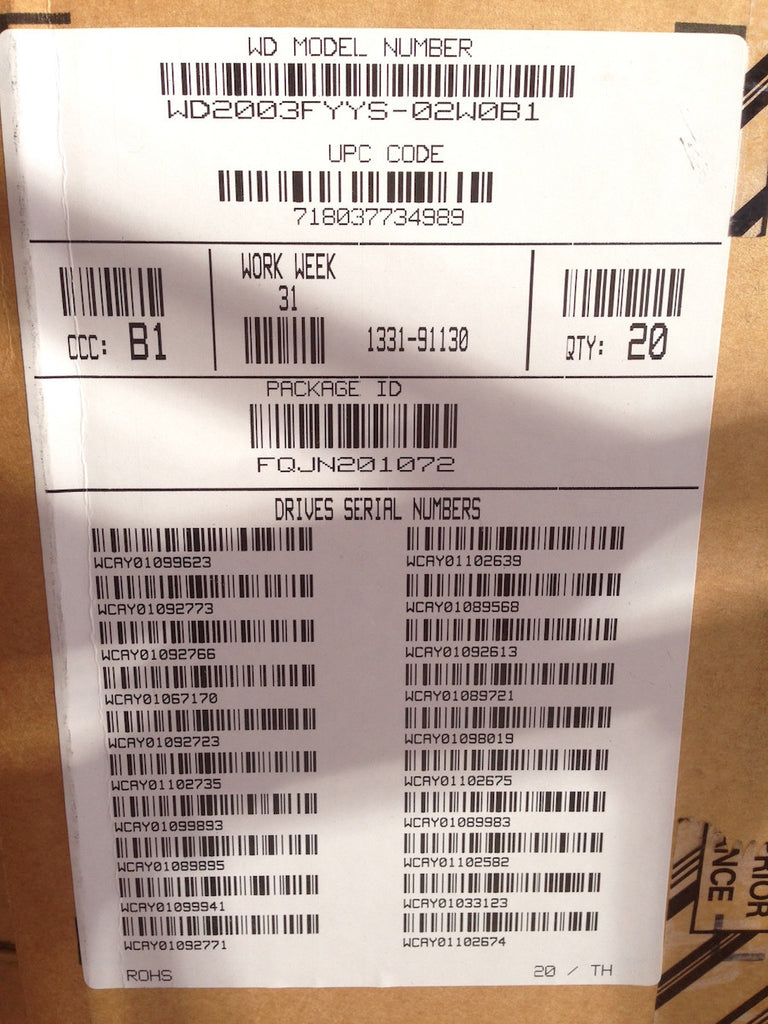 WD MODEL NUMBER
WD2003FYYS-02W0B1
UPC CODE
718037734989
CCC: B1
WORK WEEK
31
1331-91130
QTY: 20
PACKAGE ID
FQJN201072
DRIVES SERIAL NUMBERS
WCAY01099623
WCAY01102639
WCAY01092773
WCAY01089568
WCAY01092766
WCAY01092613
WCAY01067170
WCAY01089721
WCAY01092723
WCAY01098019
WCAY01102735
WCAY01102675
WCAY01099893
WCAY01089983
WCAY01089895
WCAY01102582
WCAY01099941
WCAY01033123
WCAY01092771
WCAY01102674
ROHS
20 / TH